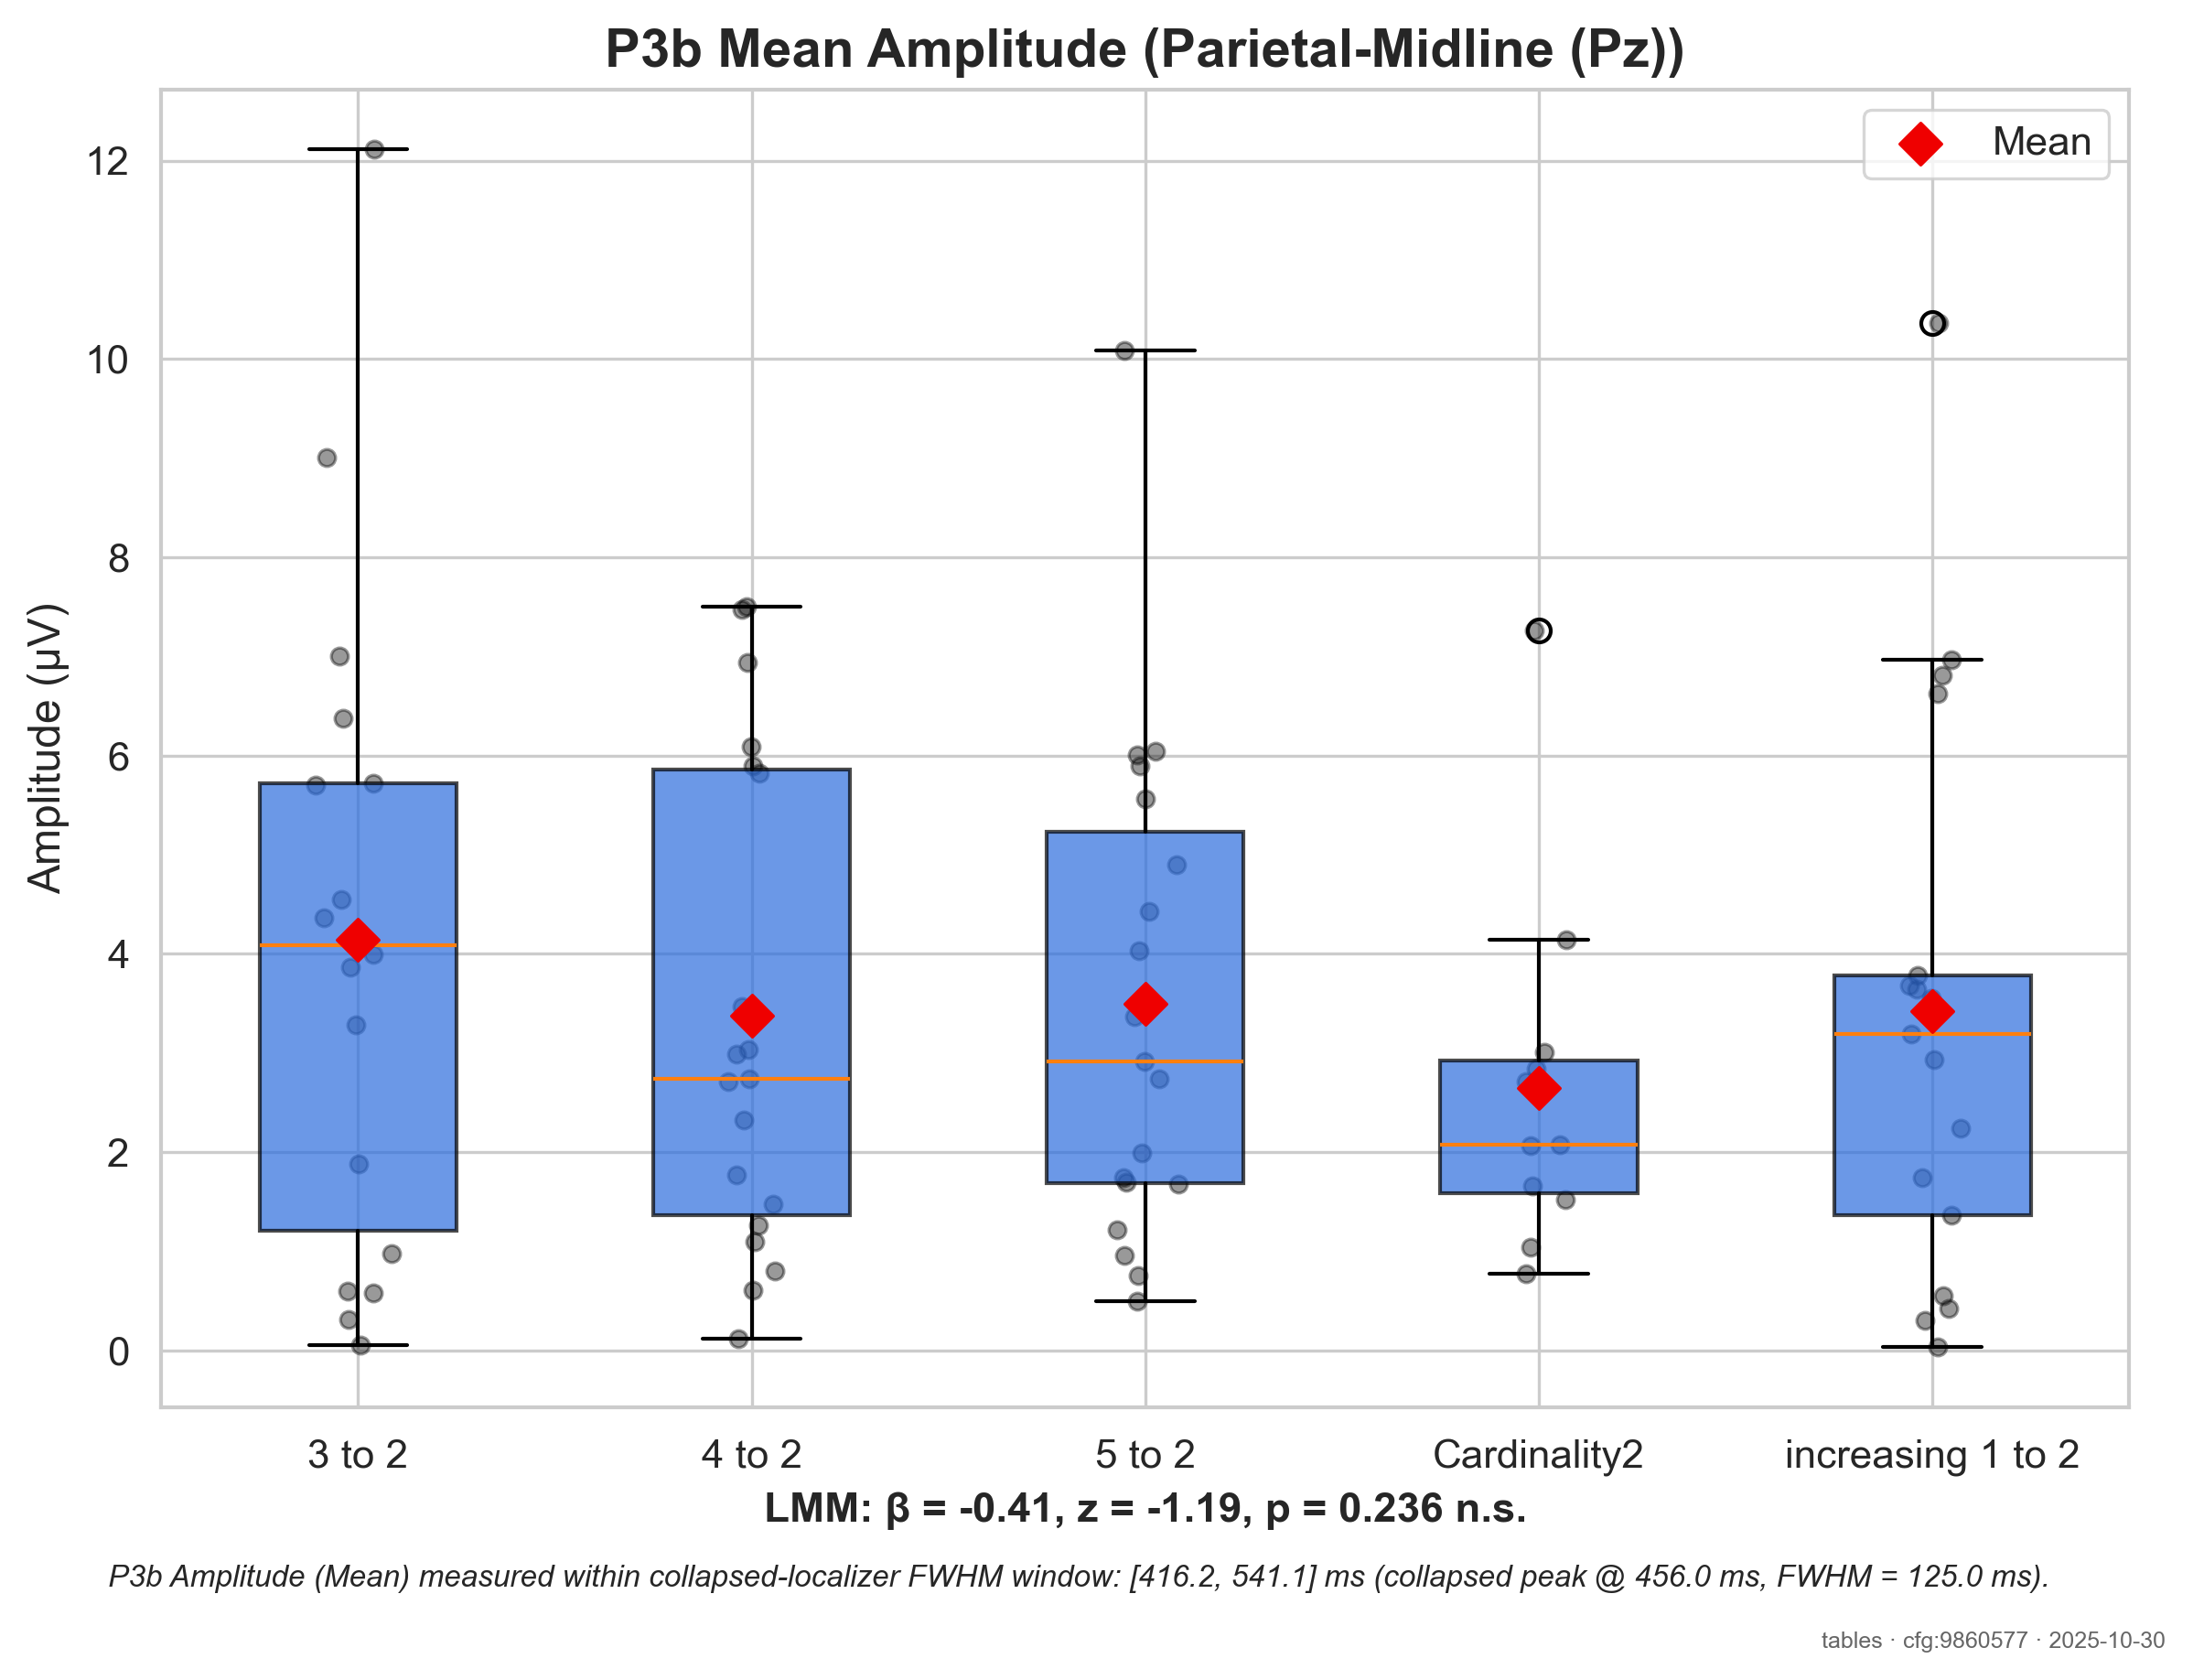 P3b Mean Amplitude (Parietal-Midline (Pz))
Mean
12
10
8
6
4
2
0
Amplitude (µV)
3 to 2
4 to 2
5 to 2
Cardinality2
increasing 1 to 2
LMM: β = -0.41, z = -1.19, p = 0.236 n.s.
P3b Amplitude (Mean) measured within collapsed-localizer FWHM window: [416.2, 541.1] ms (collapsed peak @ 456.0 ms, FWHM = 125.0 ms).
tables · cfg:9860577 · 2025-10-30